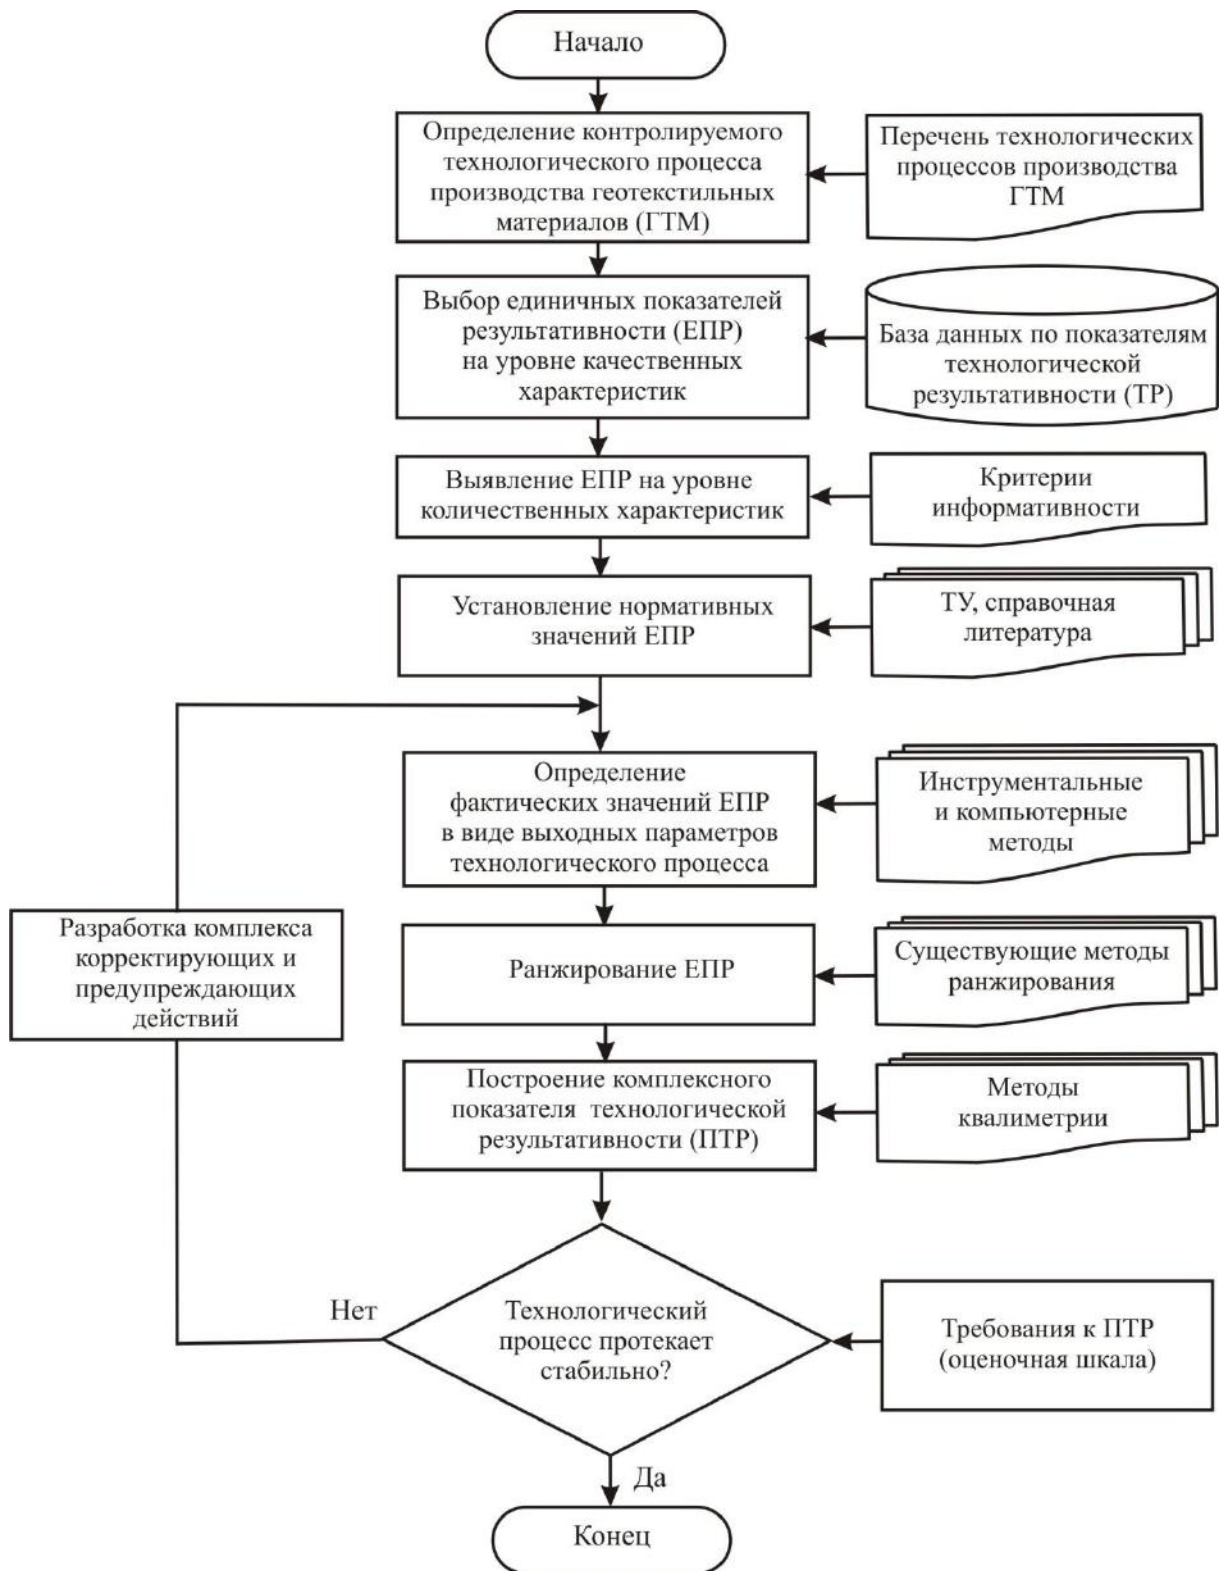 Начало
Определение контролируемого
технологического процесса
производства геотекстильных
материалов (ГТМ)
Перечень технологических
процессов производства
ГТМ
Выбор единичных показателей
результативности (ЕПР)
на уровне качественных
характеристик
База данных по показателям
технологической
результативности (ТР)
Выявление ЕПР на уровне
количественных характеристик
Критерии
информативности
Установление нормативных
значений ЕПР
ТУ, справочная
литература
Определение
фактических значений ЕПР
в виде выходных параметров
технологического процесса
Инструментальные
и компьютерные
методы
Разработка комплекса
корректирующих и
предупреждающих
действий
Ранжирование ЕПР
Существующие методы
ранжирования
Построение комплексного
показателя технологической
результативности (ПТР)
Методы
квалиметрии
Нет
Технологический
процесс протекает
стабильно?
Требования к ПТР
(оценочная шкала)
Да
Конец